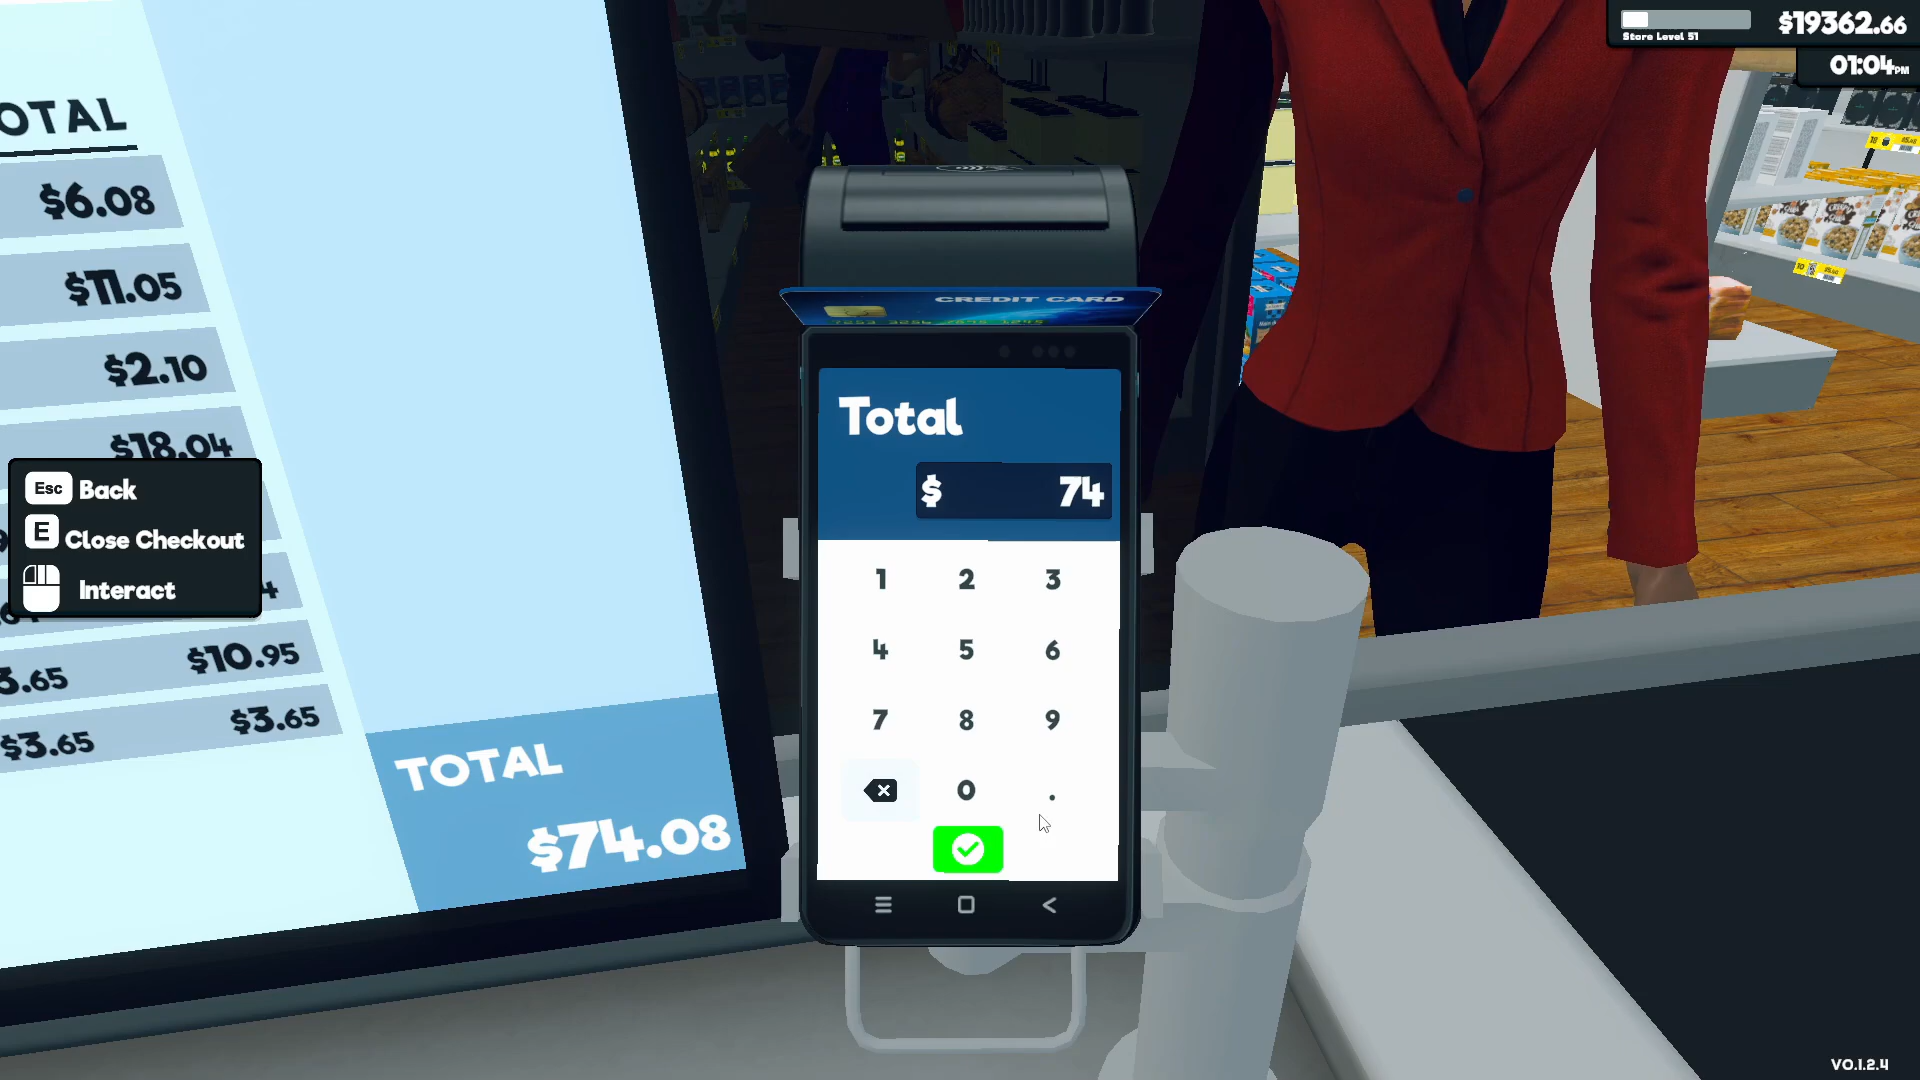 $19362.66
Store Level 51
01:04PM
OTAL
$6.08
$11.05
$2.10
$18.04
$10.95
3.65
$3.65
$3.65
TOTAL
$74.08
Esc Back
E Close Checkout
Interact
CREDIT CARD
Total
$ 74
1 2 3
4 5 6
7 8 9
0 .
V0.1.2.4